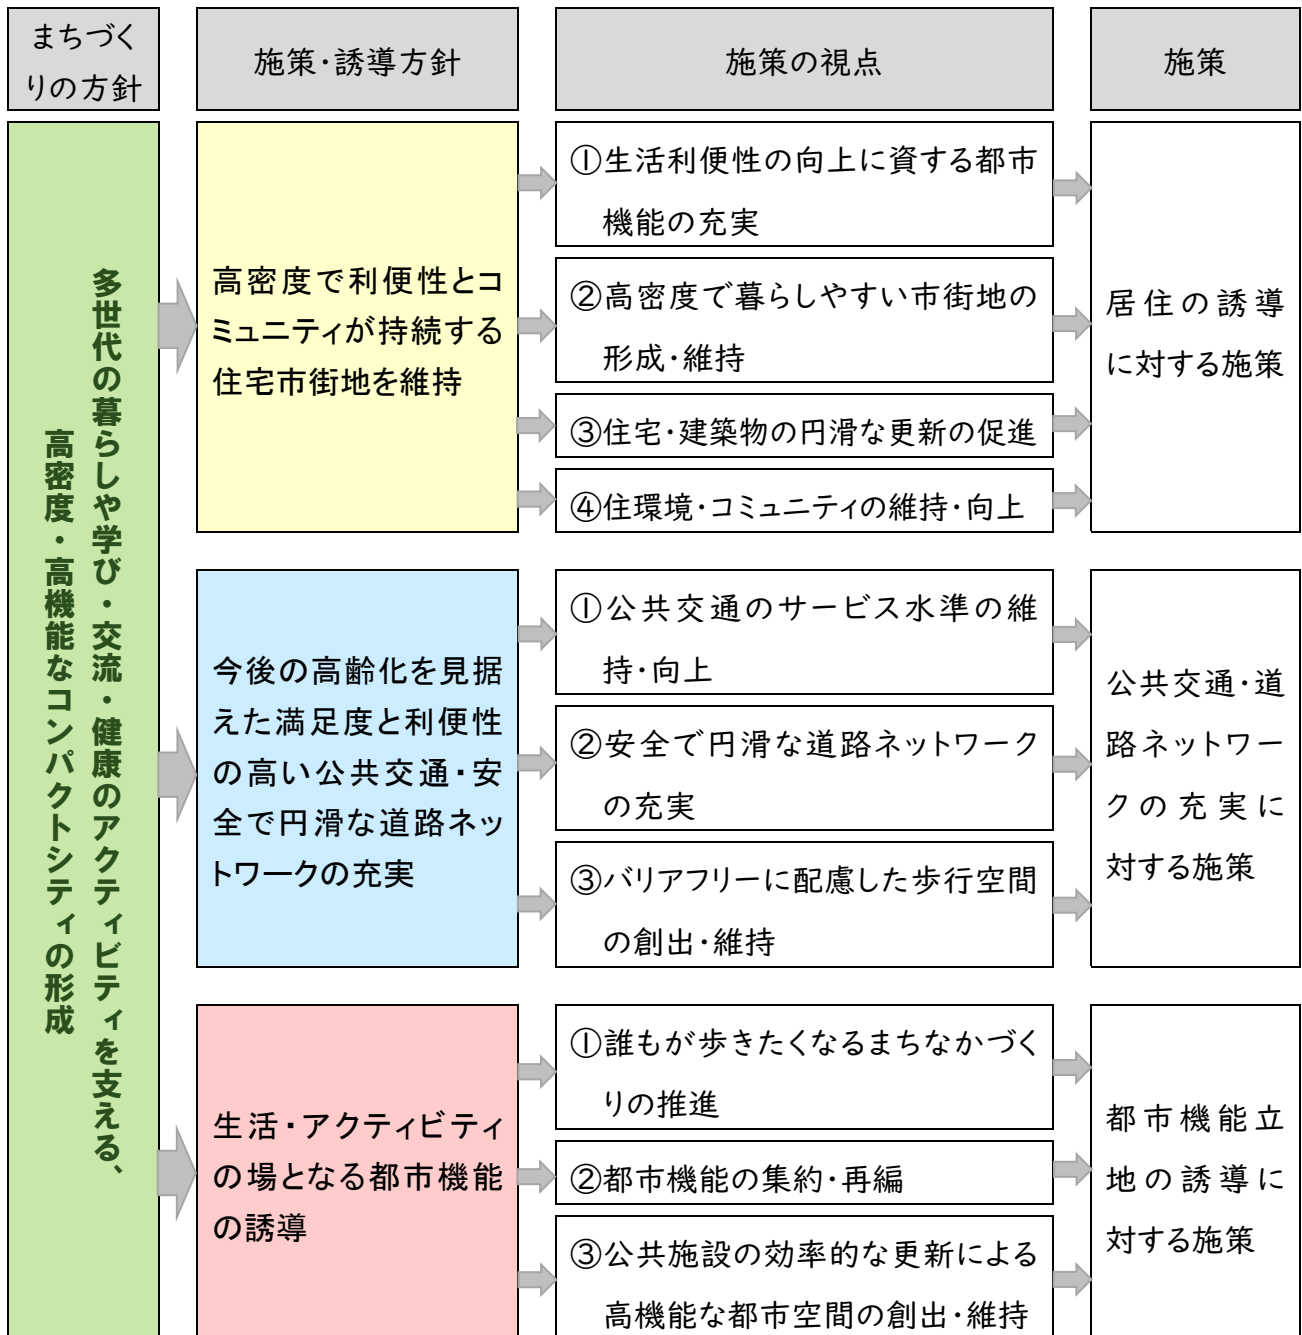 まちづく
りの方針
施策・誘導方針
施策の視点
施策
多世代の暮らしや学び・交流・健康のアクティビティを支える、
高密度・高機能なコンパクトシティの形成
高密度で利便性とコ
ミュニティが持続する
住宅市街地を維持
①生活利便性の向上に資する都市
機能の充実
②高密度で暮らしやすい市街地の
形成・維持
③住宅・建築物の円滑な更新の促進
④住環境・コミュニティの維持・向上
居住の誘導
に対する施策
今後の高齢化を見据
えた満足度と利便性
の高い公共交通・安
全で円滑な道路ネッ
トワークの充実
①公共交通のサービス水準の維
持・向上
②安全で円滑な道路ネットワーク
の充実
③バリアフリーに配慮した歩行空間
の創出・維持
公共交通・道
路ネットワー
クの充実に
対する施策
生活・アクティビティ
の場となる都市機能
の誘導
①誰もが歩きたくなるまちなかづく
りの推進
②都市機能の集約・再編
③公共施設の効率的な更新による
高機能な都市空間の創出・維持
都市機能立
地の誘導に
対する施策